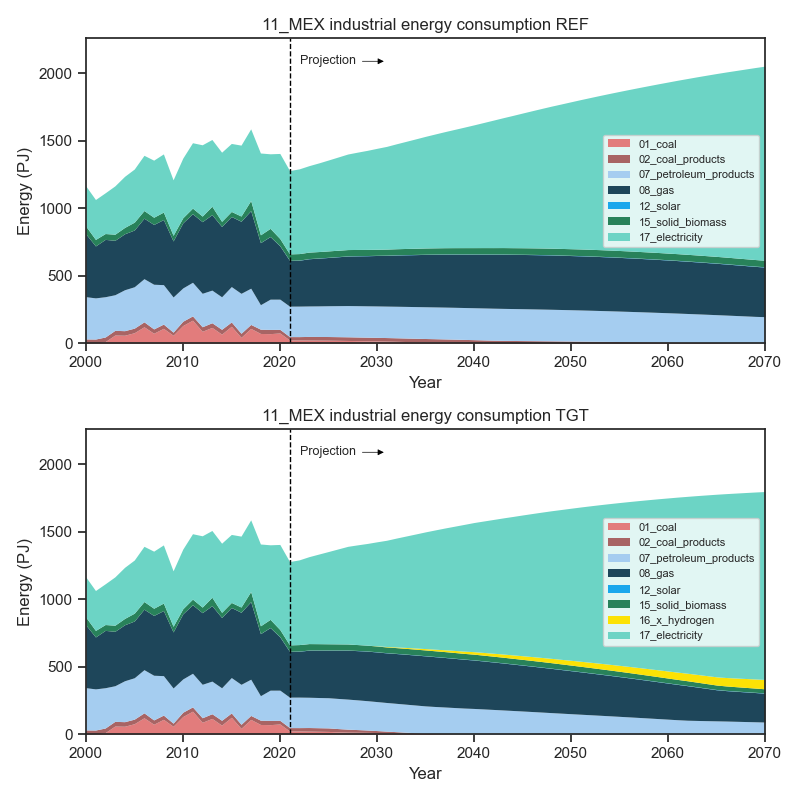 11_MEX industrial energy consumption REF
Projection
2000
1500
1000
500
0
Energy (PJ)
01_coal
02_coal_products
07_petroleum_products
08_gas
12_solar
15_solid_biomass
17_electricity
2000 2010 2020 2030 2040 2050 2060 2070
Year
11_MEX industrial energy consumption TGT
Projection
2000
1500
1000
500
0
Energy (PJ)
01_coal
02_coal_products
07_petroleum_products
08_gas
12_solar
15_solid_biomass
16_x_hydrogen
17_electricity
2000 2010 2020 2030 2040 2050 2060 2070
Year